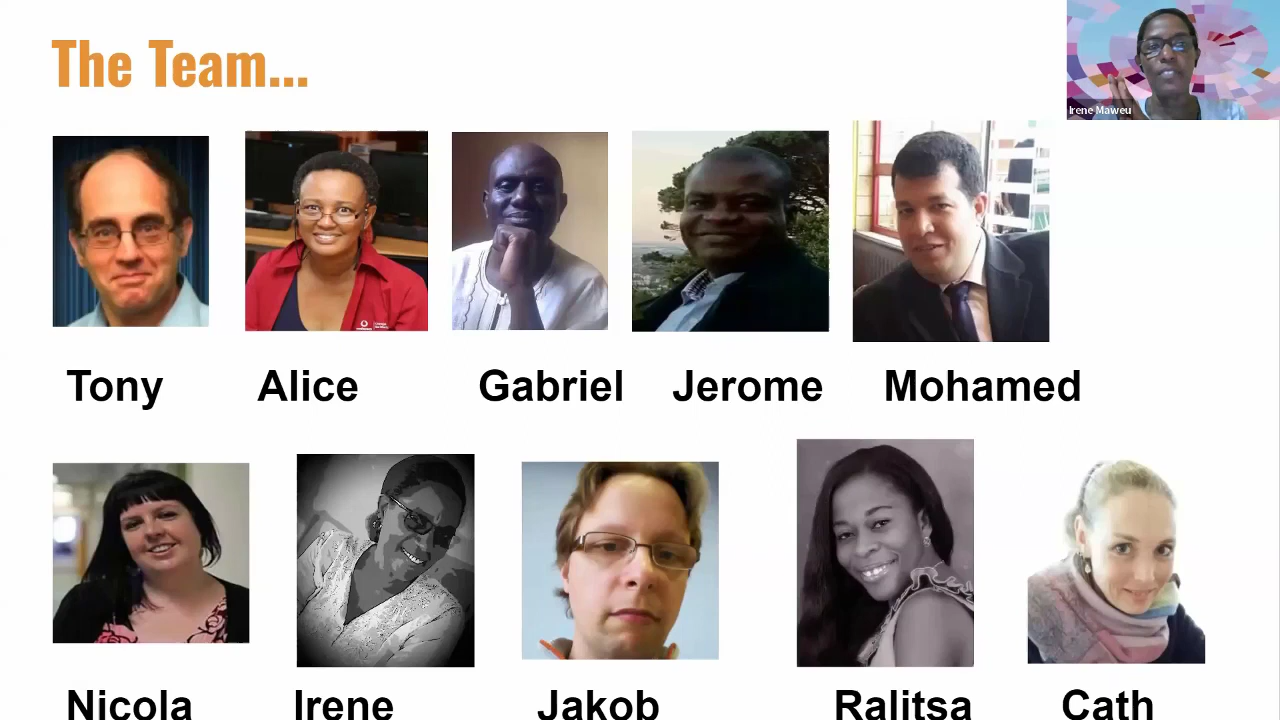 The Team...
Irene Maweu
Tony Alice Gabriel Jerome Mohamed
Nicola Irene Jakob Ralitsa Cath